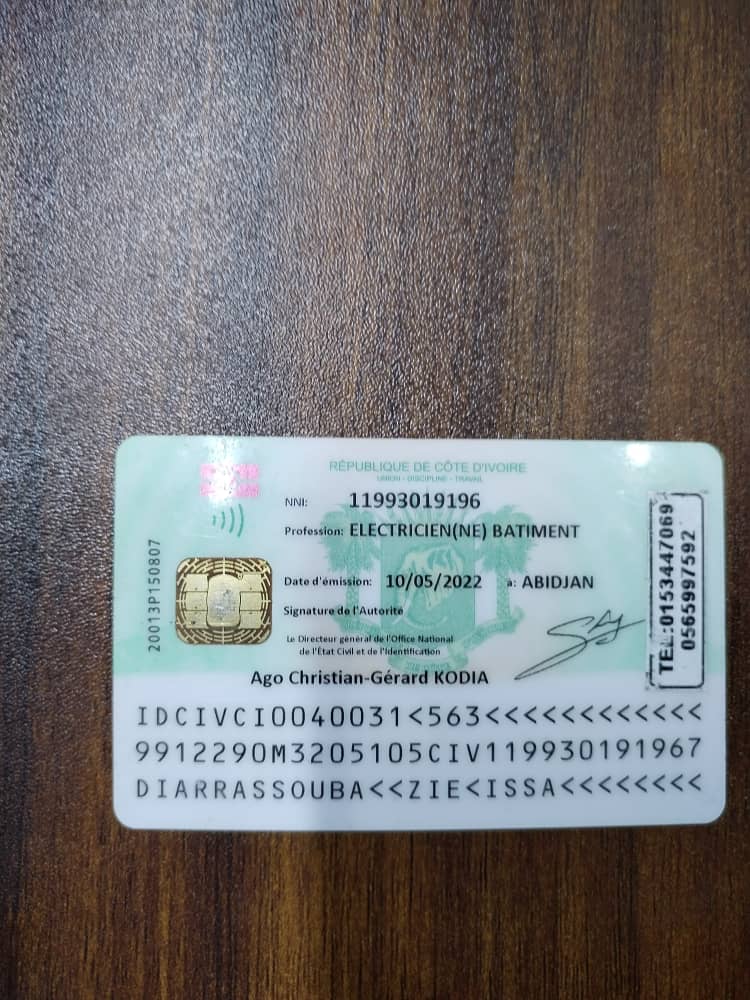 RÉPUBLIQUE DE CÔTE D'IVOIRE
UNION - DISCIPLINE - TRAVAIL
NNI: 11993019196
Profession: ELECTRICIEN(NE) BATIMENT
Date d'émission: 10/05/2022 à: ABIDJAN
Signature de l'Autorité
Le Directeur général de l'Office National
de l'État Civil et de l'Identification
Ago Christian-Gérard KODIA
20013P150807
TEL:0153447069
0565997592
IDCIVCI0040031<563<<<<<<<<<<<<
9912290M3205105CIV119930191967
DIARRASSOUBA<<ZIE<ISSA<<<<<<<<